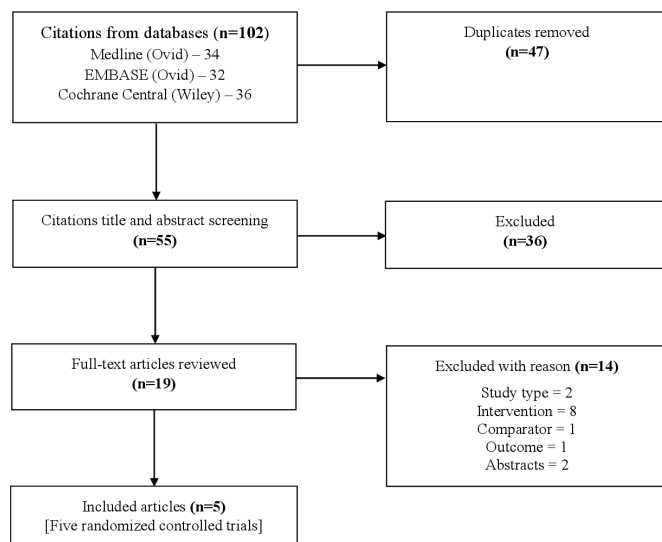 Citations from databases (n=102)
Medline (Ovid) – 34
EMBASE (Ovid) – 32
Cochrane Central (Wiley) – 36
Duplicates removed
(n=47)
Citations title and abstract screening
(n=55)
Excluded
(n=36)
Full-text articles reviewed
(n=19)
Excluded with reason (n=14)
Study type = 2
Intervention = 8
Comparator = 1
Outcome = 1
Abstracts = 2
Included articles (n=5)
[Five randomized controlled trials]